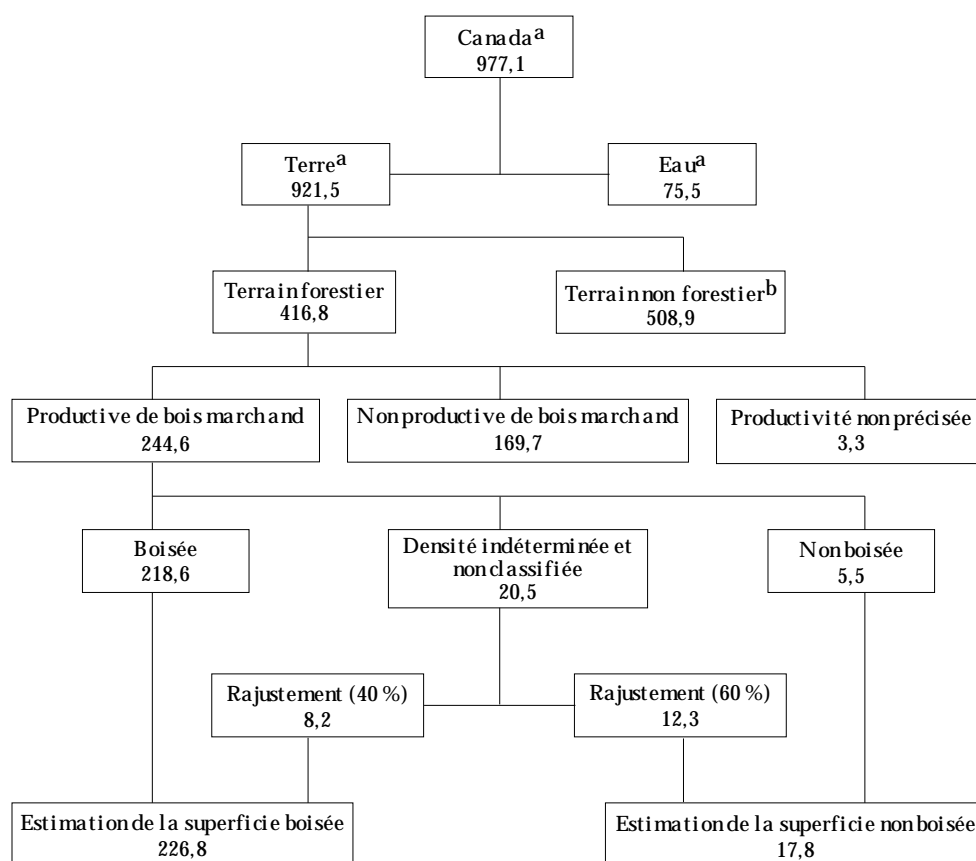 Canadaᵃ
977,1
Terreᵃ
921,5
Eauᵃ
75,5
Terrain forestier
416,8
Terrain non forestierᵇ
508,9
Productive de bois marchand
244,6
Non productive de bois marchand
169,7
Productivité non précisée
3,3
Boisée
218,6
Densité indéterminée et
non classifiée
20,5
Non boisée
5,5
Rajustement (40 %)
8,2
Rajustement (60 %)
12,3
Estimation de la superficie boisée
226,8
Estimation de la superficie non boisée
17,8